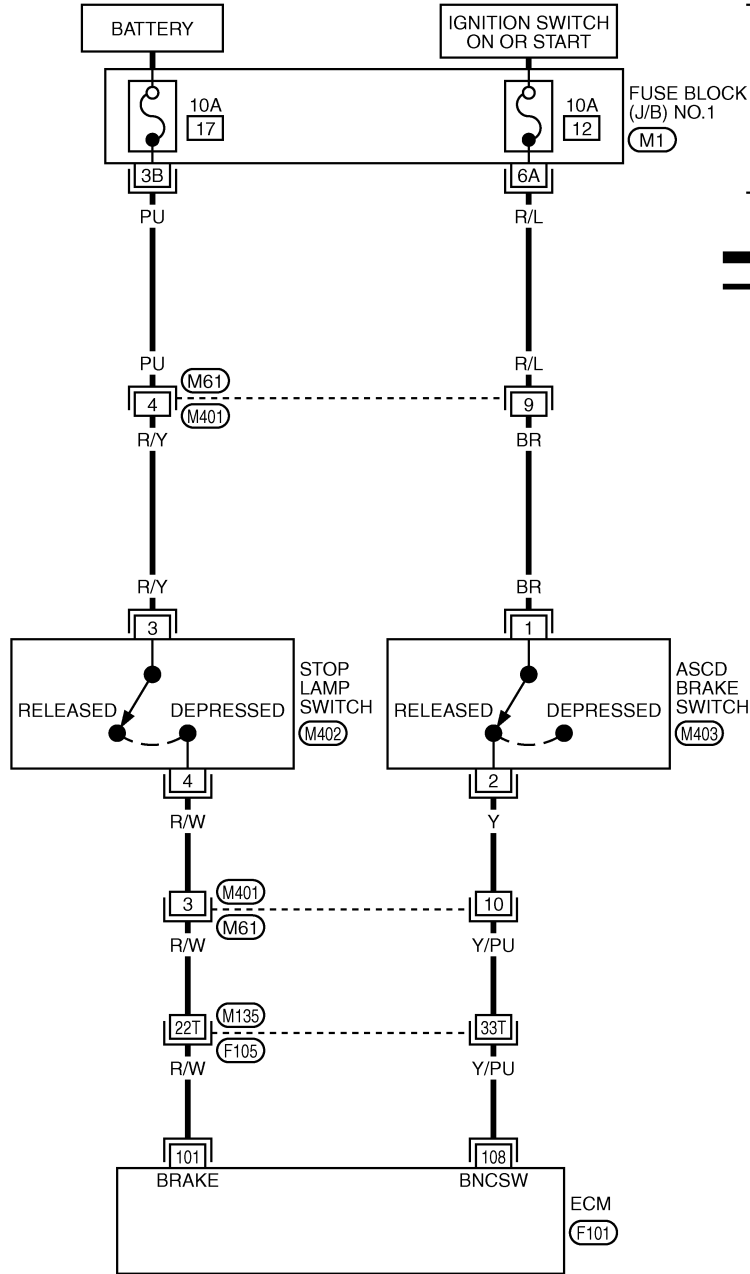 BATTERY
IGNITION SWITCH
ON OR START
10A
17
10A
12
FUSE BLOCK
(J/B) NO.1
M1
3B
6A
PU
R/L
PU
R/L
4
M61
M401
9
R/Y
BR
R/Y
BR
3
1
RELEASED
DEPRESSED
STOP
LAMP
SWITCH
M402
RELEASED
DEPRESSED
ASCD
BRAKE
SWITCH
M403
4
2
R/W
Y
3
M401
M61
10
R/W
Y/PU
22T
M135
F105
33T
R/W
Y/PU
101
108
BRAKE
BNCSW
ECM
F101